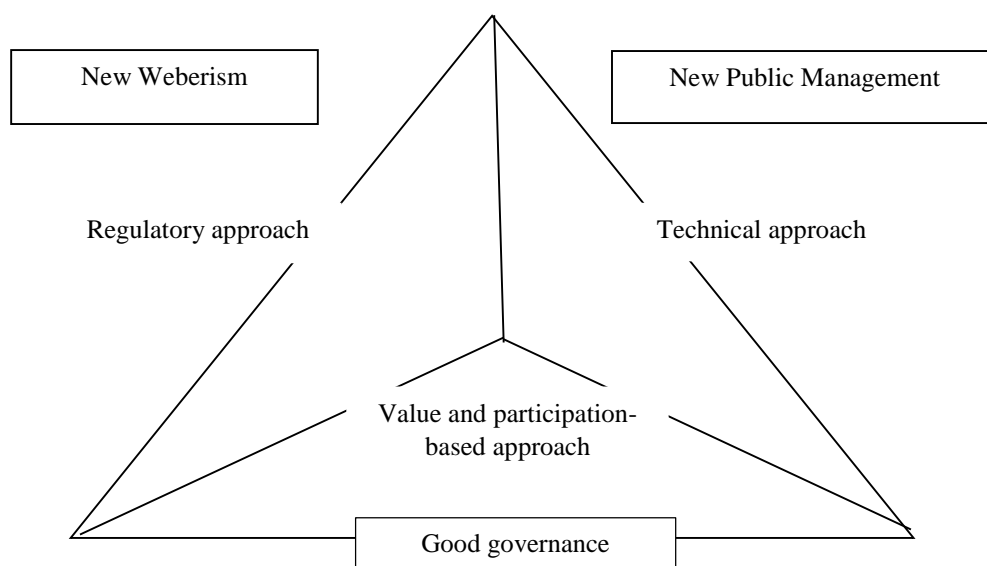 New Weberism
New Public Management
Regulatory approach
Technical approach
Value and participation-
based approach
Good governance